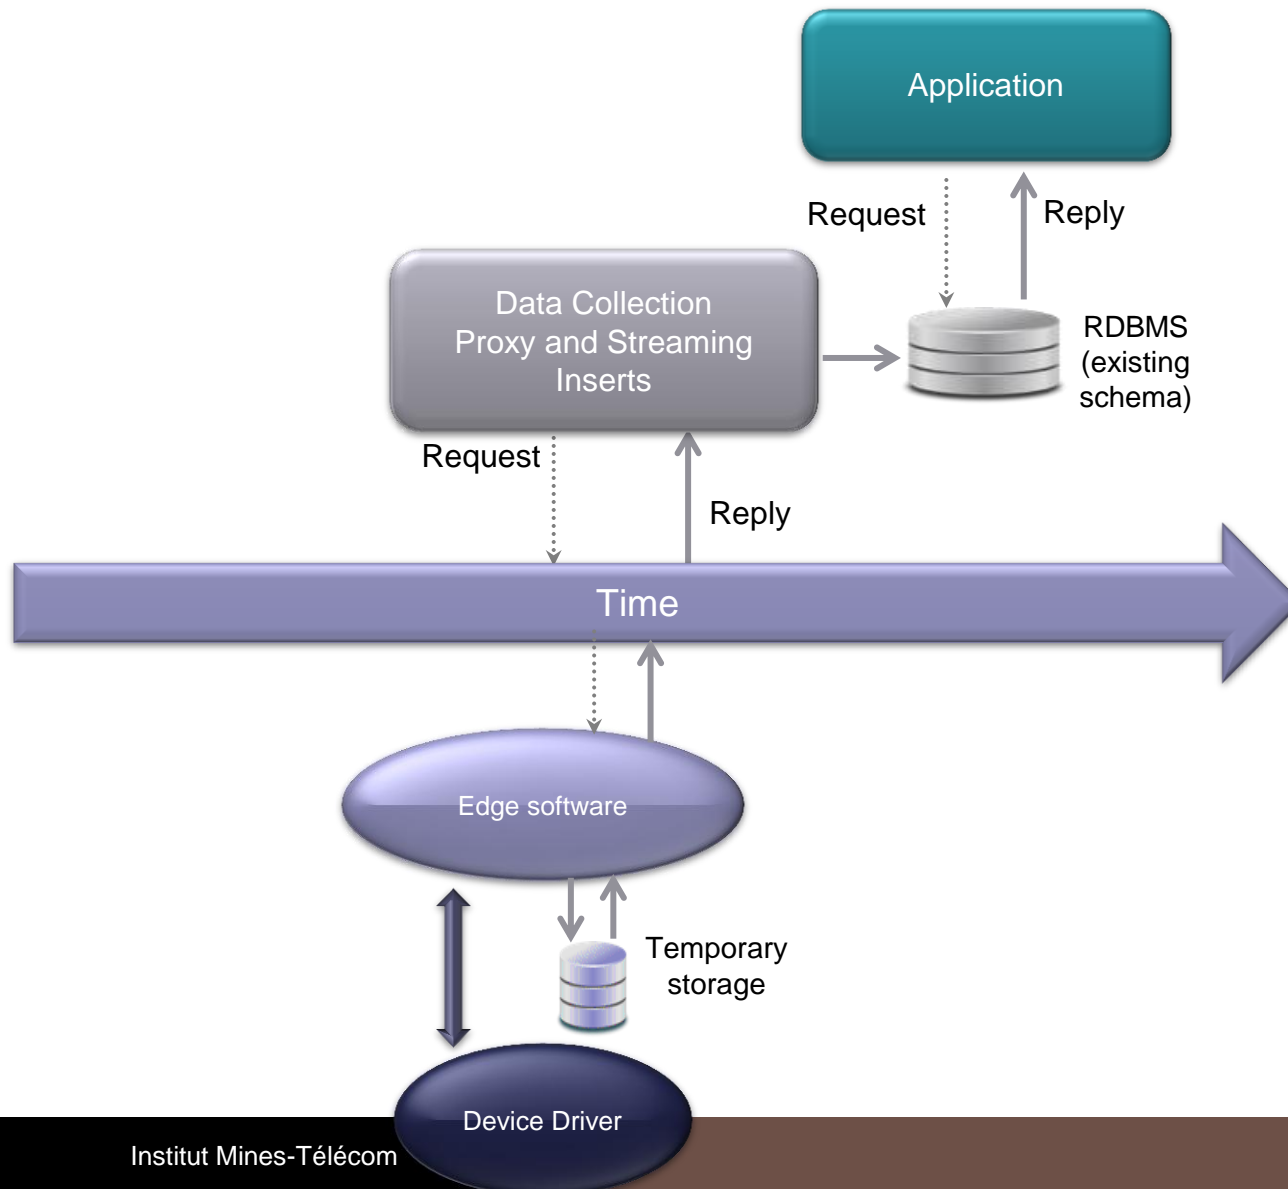 Application
Request
Reply
Data Collection
Proxy and Streaming
Inserts
RDBMS
(existing
schema)
Request
Reply
Time
Edge software
Temporary
storage
Device Driver
Institut Mines-Télécom